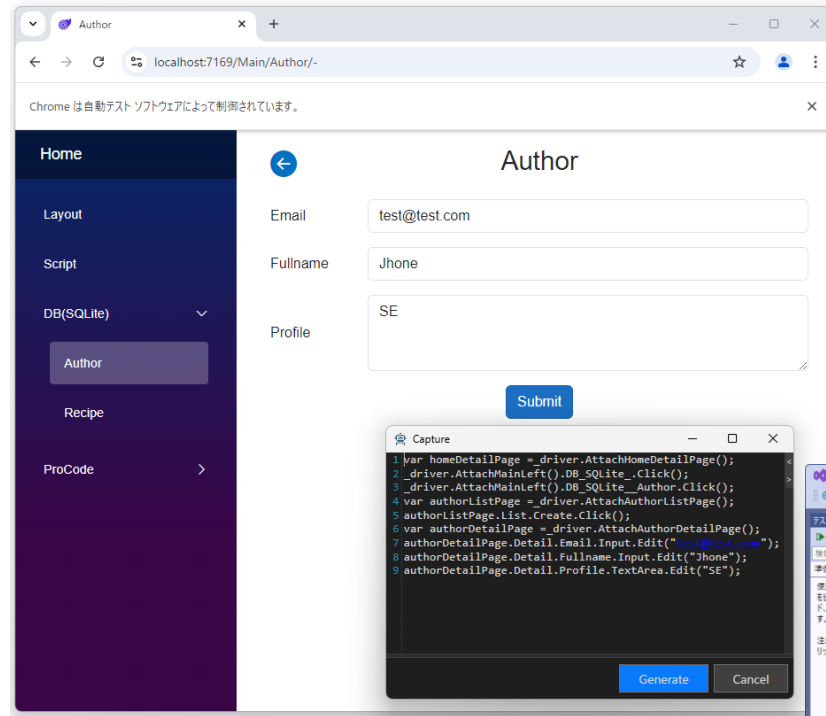 Author
localhost:7169/Main/Author/-
Chrome は自動テスト ソフトウェアによって制御されています。
Home
Layout
Script
DB(SQLite)
Author
Recipe
ProCode
Author
Email
test@test.com
Fullname
Jhone
Profile
SE
Submit
Capture
1 var homeDetailPage =_driver.AttachHomeDetailPage();
2 _driver.AttachMainLeft().DB_SQLite_.Click();
3 _driver.AttachMainLeft().DB_SQLite__Author.Click();
4 var authorListPage =_driver.AttachAuthorListPage();
5 authorListPage.List.Create.Click();
6 var authorDetailPage =_driver.AttachAuthorDetailPage();
7 authorDetailPage.Detail.Email.Input.Edit("test@test.com");
8 authorDetailPage.Detail.Fullname.Input.Edit("Jhone");
9 authorDetailPage.Detail.Profile.TextArea.Edit("SE");
Generate
Cancel